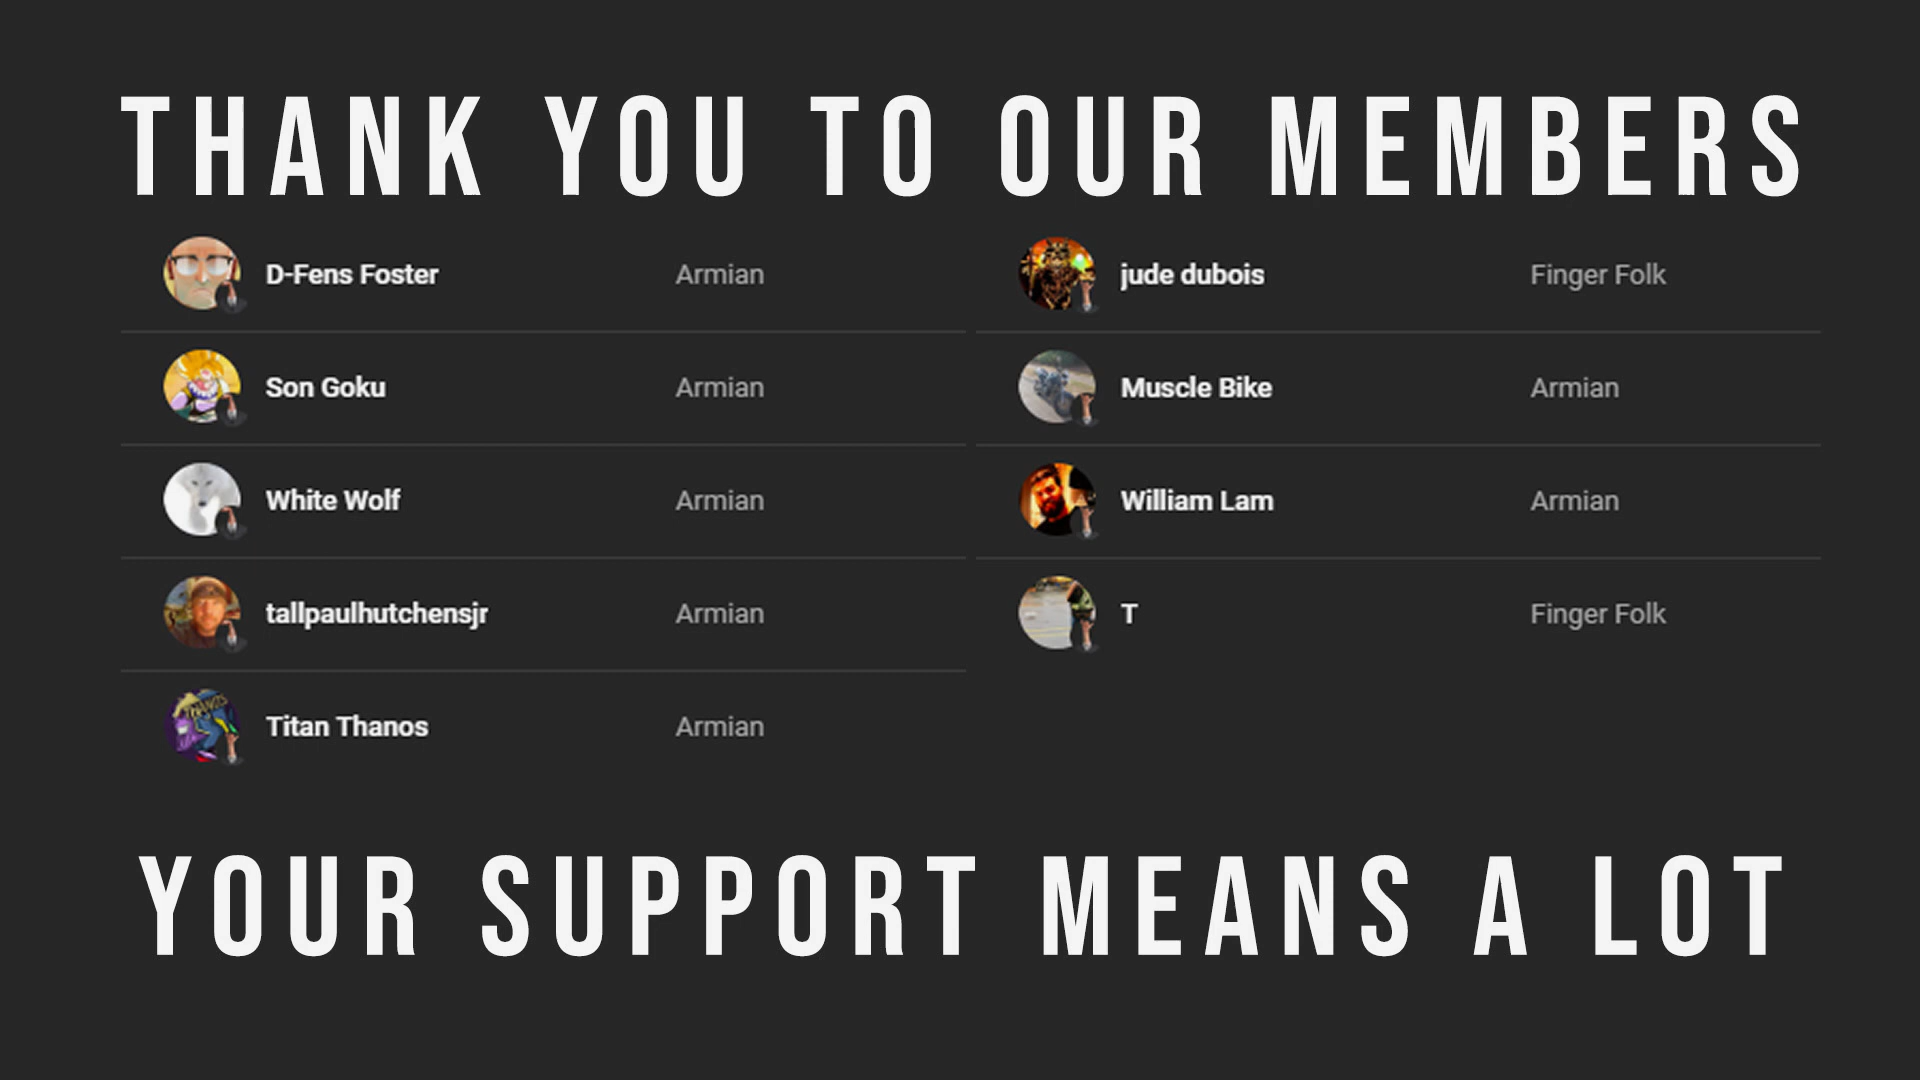 THANK YOU TO OUR MEMBERS
D-Fens Foster Armian
Son Goku Armian
White Wolf Armian
tallpaulhutchensjr Armian
Titan Thanos Armian
jude dubois Finger Folk
Muscle Bike Armian
William Lam Armian
T Finger Folk
YOUR SUPPORT MEANS A LOT